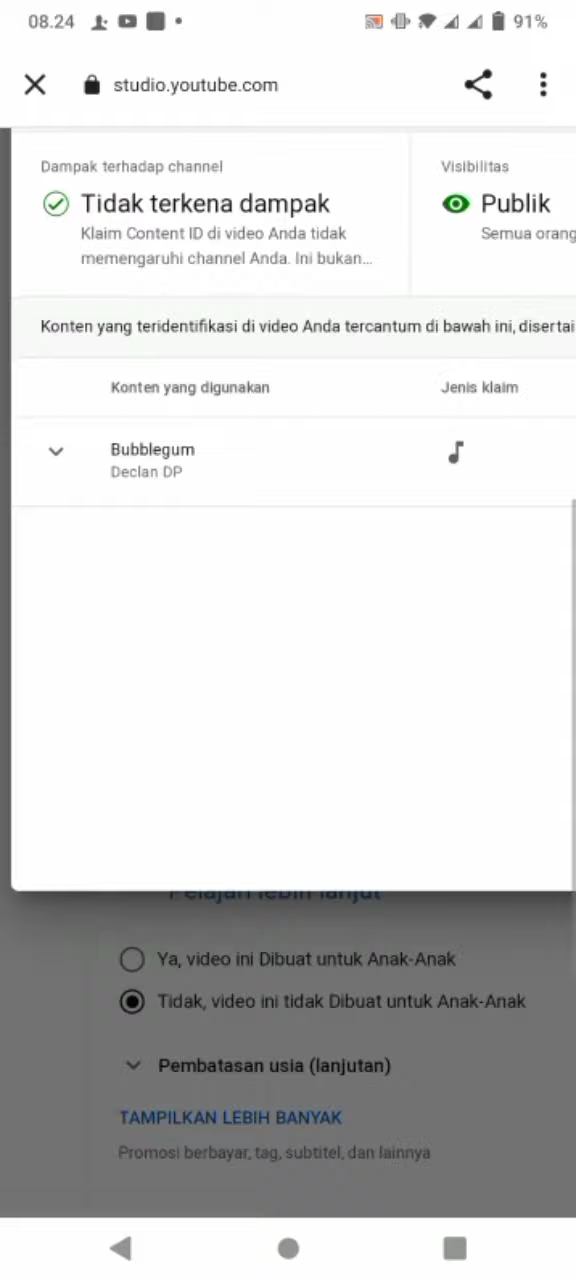 08.24
91%
studio.youtube.com
Dampak terhadap channel
Tidak terkena dampak
Klaim Content ID di video Anda tidak
memengaruhi channel Anda. Ini bukan...
Visibilitas
Publik
Semua orang
Konten yang teridentifikasi di video Anda tercantum di bawah ini, disertai
Konten yang digunakan
Jenis klaim
Bubblegum
Declan DP
Pelajari lebih lanjut
Ya, video ini Dibuat untuk Anak-Anak
Tidak, video ini tidak Dibuat untuk Anak-Anak
Pembatasan usia (lanjutan)
TAMPILKAN LEBIH BANYAK
Promosi berbayar, tag, subtitel, dan lainnya